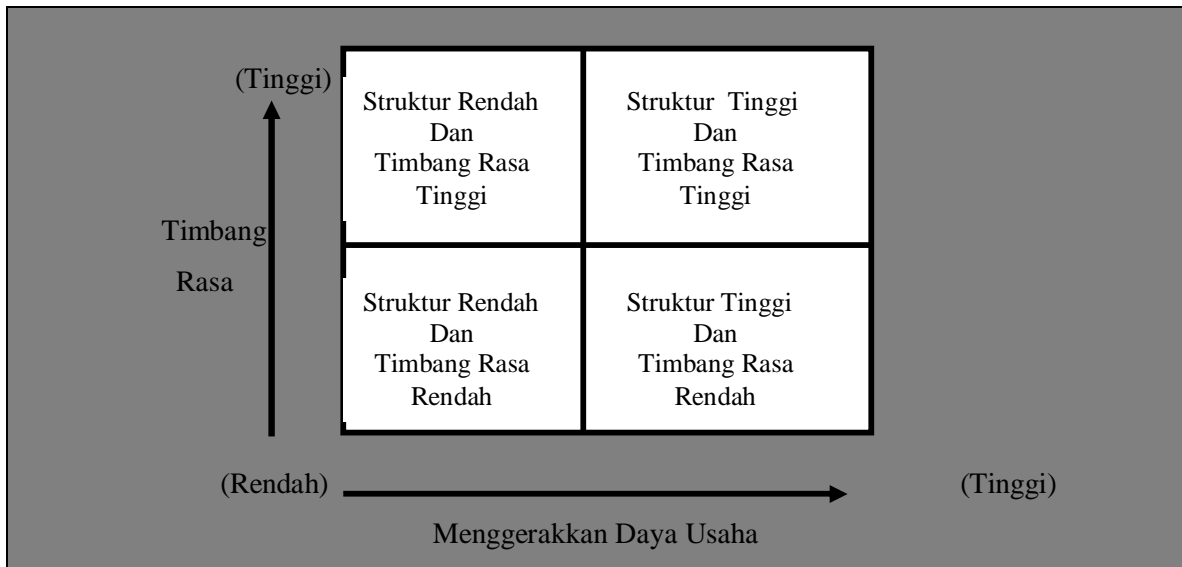 (Tinggi)
Struktur Rendah
Dan
Timbang Rasa
Tinggi
Struktur Tinggi
Dan
Timbang Rasa
Tinggi
Timbang
Rasa
Struktur Rendah
Dan
Timbang Rasa
Rendah
Struktur Tinggi
Dan
Timbang Rasa
Rendah
(Rendah)
(Tinggi)
Menggerakkan Daya Usaha